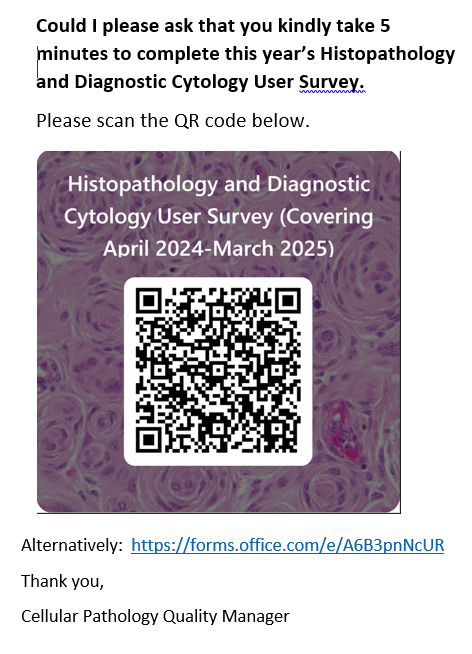 Could I please ask that you kindly take 5
minutes to complete this year’s Histopathology
and Diagnostic Cytology User Survey.
Please scan the QR code below.
Histopathology and Diagnostic
Cytology User Survey (Covering
April 2024-March 2025)
Alternatively: https://forms.office.com/e/A6B3pnNcUR
Thank you,
Cellular Pathology Quality Manager